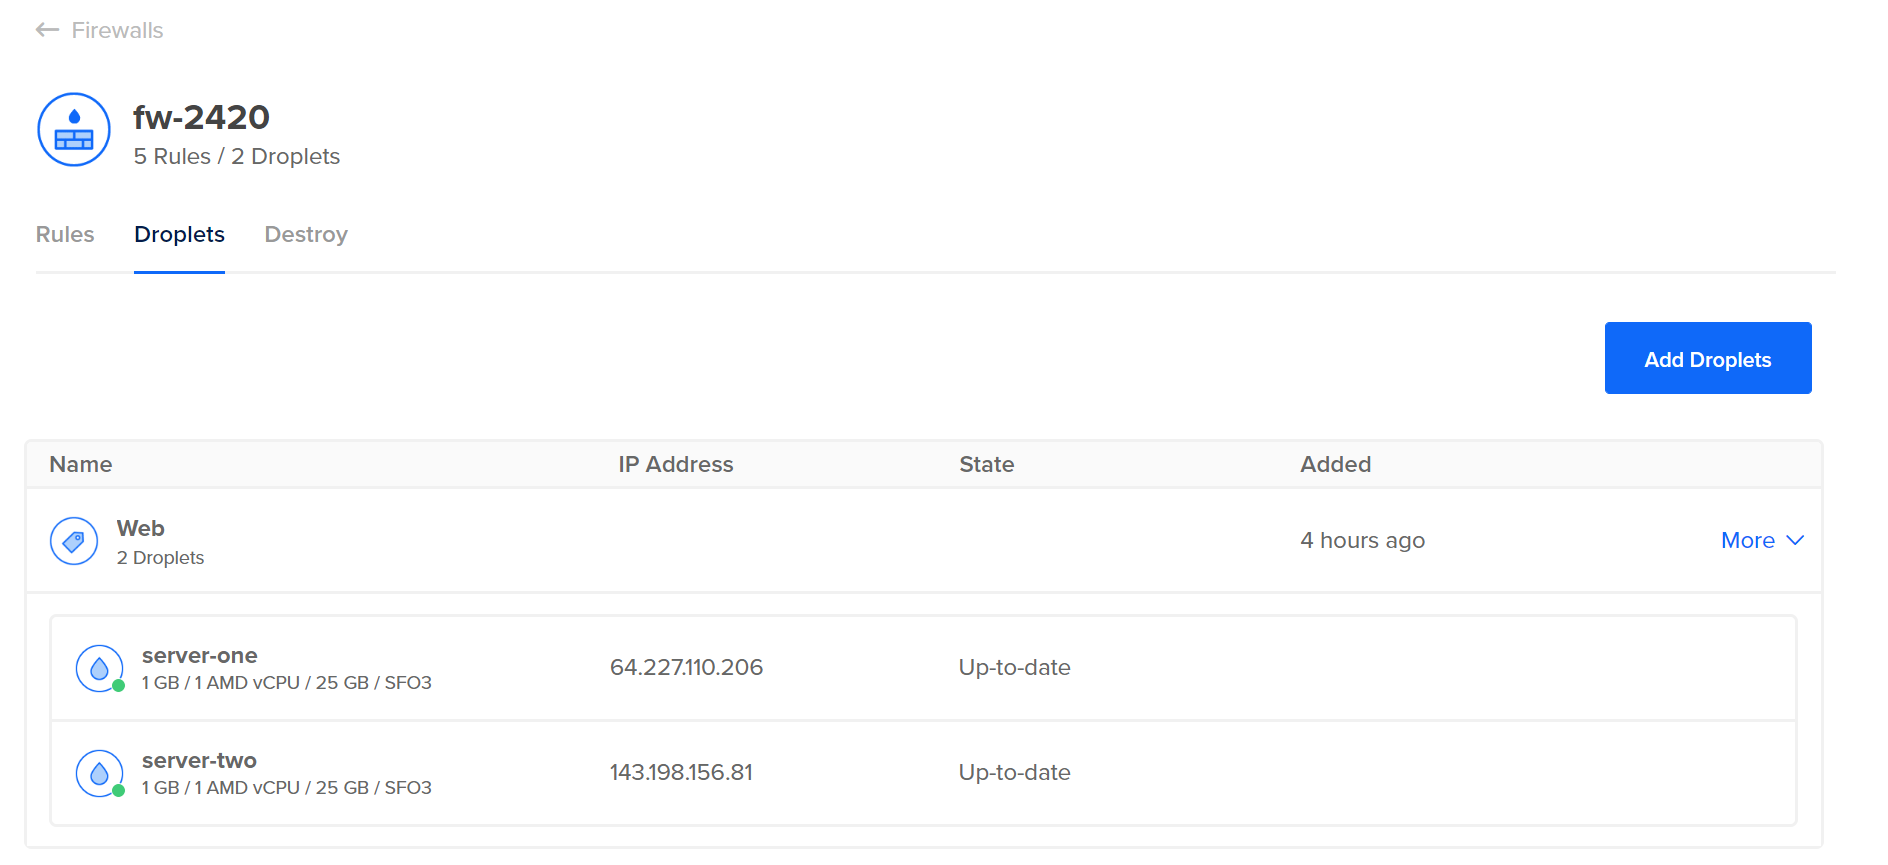 Firewalls
fw-2420
5 Rules / 2 Droplets
Rules Droplets Destroy
Add Droplets
Name IP Address State Added
Web
2 Droplets
4 hours ago
More
server-one
1 GB / 1 AMD vCPU / 25 GB / SFO3
64.227.110.206
Up-to-date
server-two
1 GB / 1 AMD vCPU / 25 GB / SFO3
143.198.156.81
Up-to-date